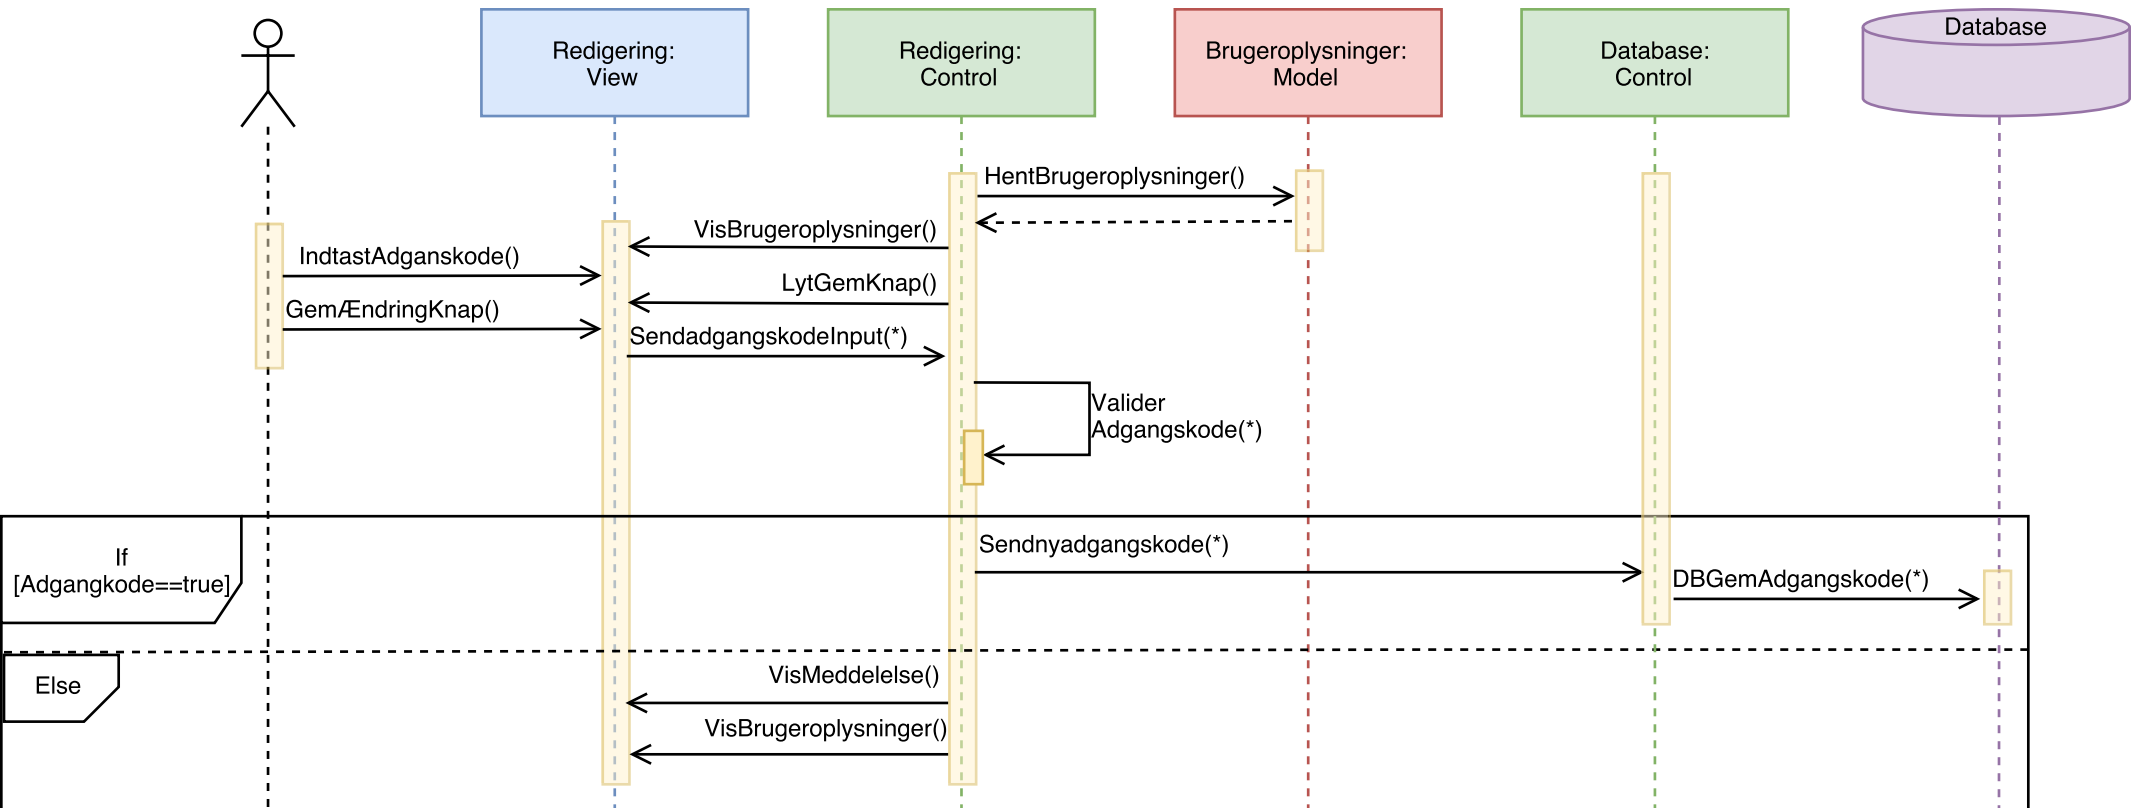 Redigering:
View
Redigering:
Control
Brugeroplysninger:
Model
Database:
Control
Database
HentBrugeroplysninger()
VisBrugeroplysninger()
IndtastAdganskode()
LytGemKnap()
GemÆndringKnap()
SendadgangskodeInput(*)
Valider
Adgangskode(*)
If
[Adgangkode==true]
Sendnyadgangskode(*)
DBGemAdgangskode(*)
Else
VisMeddelelse()
VisBrugeroplysninger()